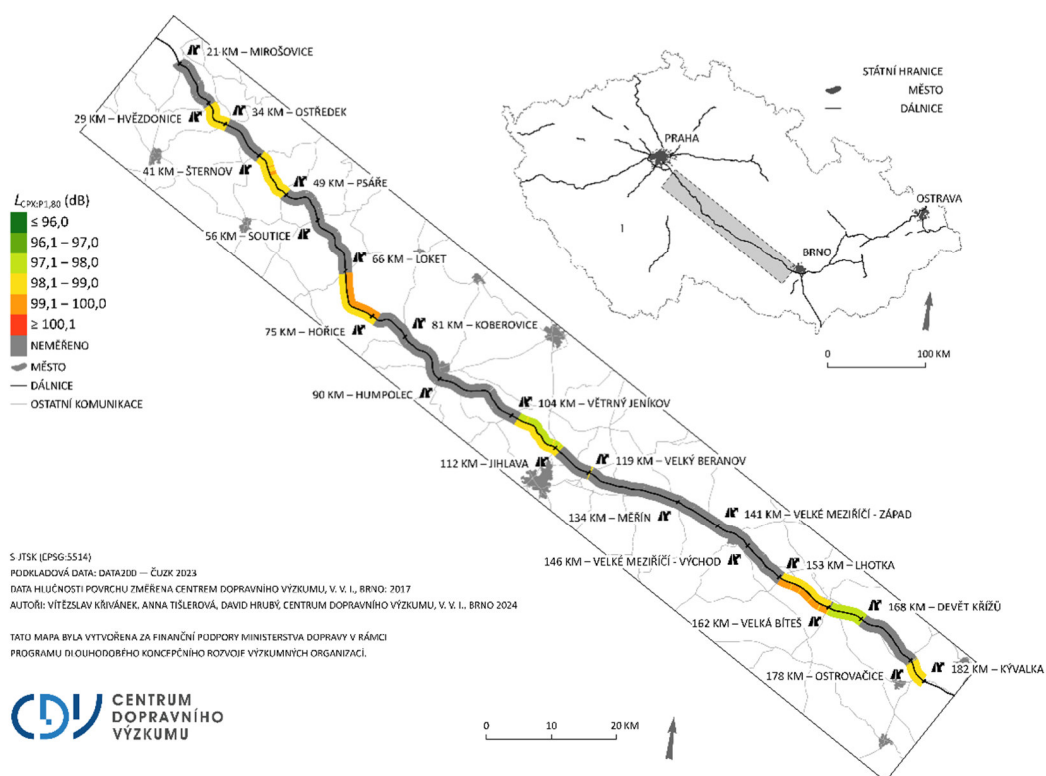 21 KM – MIROŠOVICE
29 KM – HVĚZDONICE
34 KM – OSTŘEDEK
41 KM – ŠTERNOV
49 KM – PSÁŘE
56 KM – SOUTICE
66 KM – LOKET
75 KM – HOŘICE
81 KM – KOBEROVICE
90 KM – HUMPOLEC
104 KM – VĚTRNÝ JENÍKOV
112 KM – JIHLAVA
119 KM – VELKÝ BERANOV
134 KM – MĚŘÍN
141 KM – VELKÉ MEZIŘÍČÍ - ZÁPAD
146 KM – VELKÉ MEZIŘÍČÍ - VÝCHOD
153 KM – LHOTKA
162 KM – VELKÁ BÍTEŠ
168 KM – DEVĚT KŘÍŽŮ
178 KM – OSTROVAČICE
182 KM – KÝVALKA
STÁTNÍ HRANICE
MĚSTO
DÁLNICE
PRAHA
OSTRAVA
BRNO
0 100 KM
LCPX:P1,80 (dB)
≤ 96,0
96,1 – 97,0
97,1 – 98,0
98,1 – 99,0
99,1 – 100,0
≥ 100,1
NEMĚŘENO
MĚSTO
DÁLNICE
OSTATNÍ KOMUNIKACE
S JTSK (EPSG:5514)
PODKLADOVÁ DATA: DATA200 — ČÚZK 2023
DATA HLUČNOSTI POVRCHU ZMĚŘENA CENTREM DOPRAVNÍHO VÝZKUMU, V. V. I., BRNO: 2017
AUTOŘI: VÍTĚZSLAV KŘIVÁNEK, ANNA TIŠLEROVÁ, DAVID HRUBÝ, CENTRUM DOPRAVNÍHO VÝZKUMU, V. V. I., BRNO 2024
TATO MAPA BYLA VYTVOŘENA ZA FINANČNÍ PODPORY MINISTERSTVA DOPRAVY V RÁMCI
PROGRAMU DLOUHODOBÉHO KONCEPČNÍHO ROZVOJE VÝZKUMNÝCH ORGANIZACÍ.
CDV
CENTRUM
DOPRAVNÍHO
VÝZKUMU
0 10 20 KM